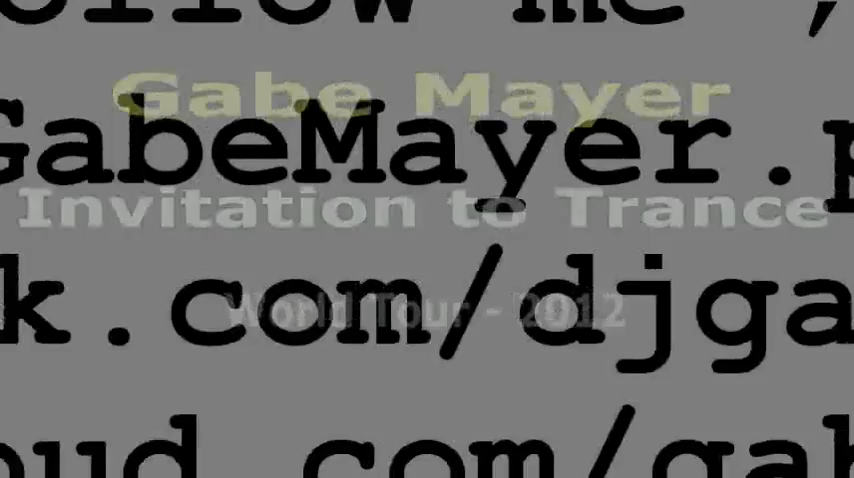 ollow me ,
Gabe Mayer
GabeMayer.p
Invitation to Trance
k.com/djga
World Tour - 2012
oud.com/gab